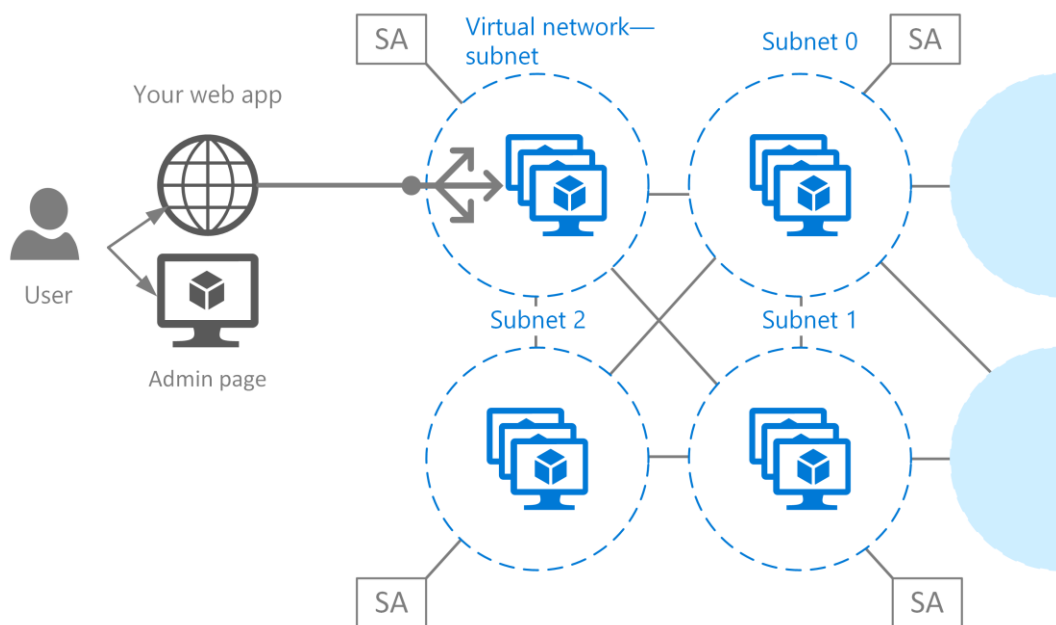 SA
Virtual network—
subnet
Subnet 0
SA
Your web app
User
Admin page
Subnet 2
Subnet 1
SA
SA